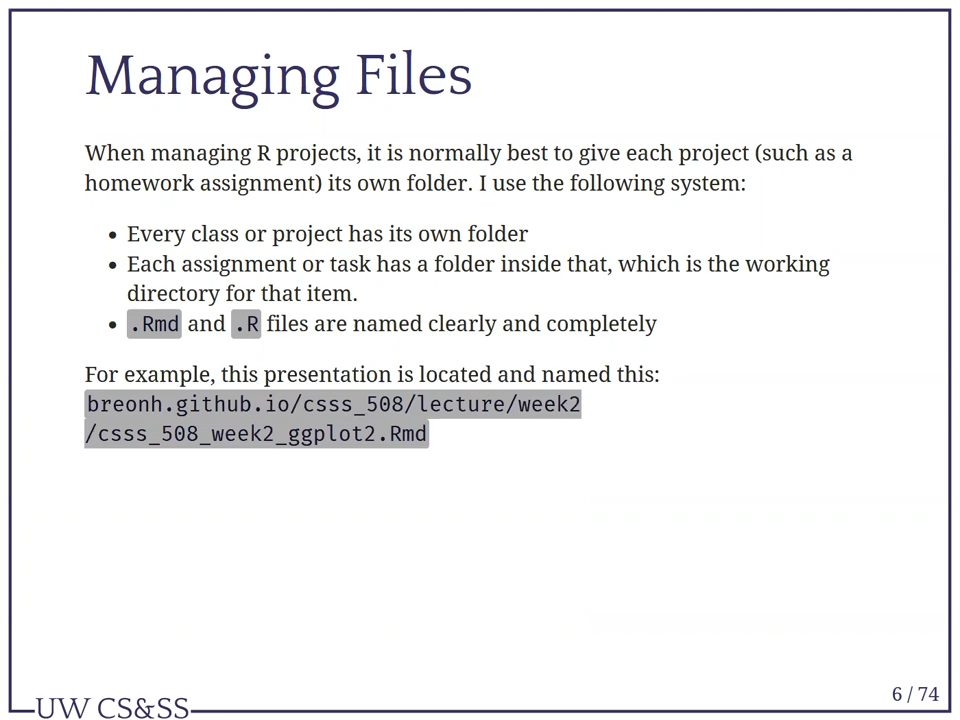 Managing Files
When managing R projects, it is normally best to give each project (such as a
homework assignment) its own folder. I use the following system:
• Every class or project has its own folder
• Each assignment or task has a folder inside that, which is the working
directory for that item.
• .Rmd and .R files are named clearly and completely
For example, this presentation is located and named this:
breonh.github.io/csss_508/lecture/week2
/csss_508_week2_ggplot2.Rmd
6 / 74
UW CS&SS